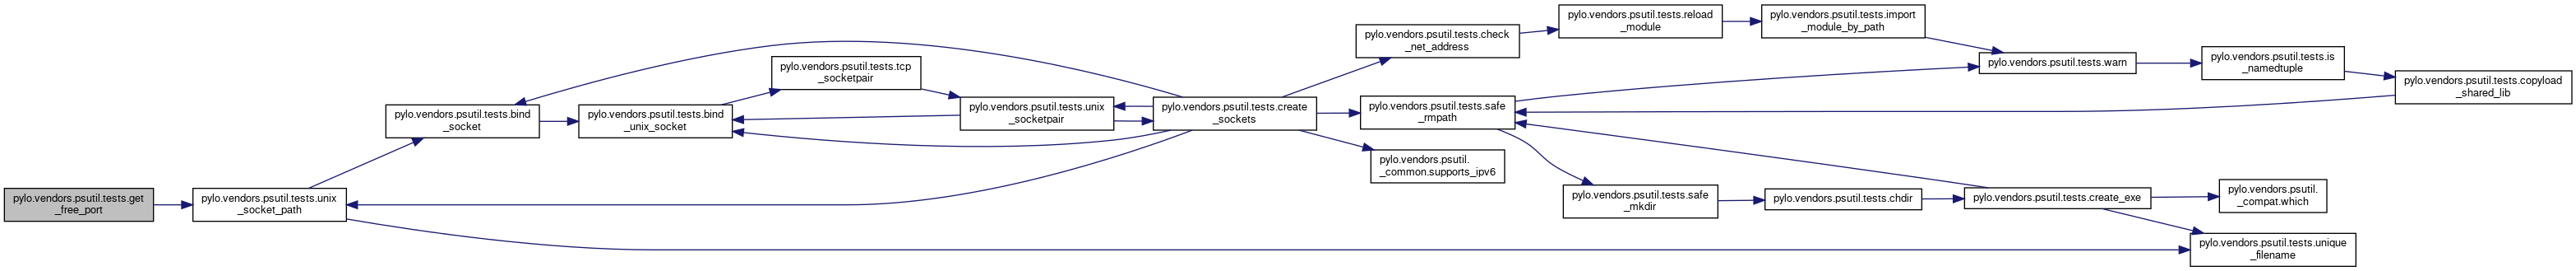 pylo.vendors.psutil.tests.get
_free_port
pylo.vendors.psutil.tests.unix
_socket_path
pylo.vendors.psutil.tests.bind
_socket
pylo.vendors.psutil.tests.bind
_unix_socket
pylo.vendors.psutil.tests.tcp
_socketpair
pylo.vendors.psutil.tests.unix
_socketpair
pylo.vendors.psutil.tests.create
_sockets
pylo.vendors.psutil.tests.check
_net_address
pylo.vendors.psutil.tests.safe
_rmpath
pylo.vendors.psutil.
_common.supports_ipv6
pylo.vendors.psutil.tests.reload
_module
pylo.vendors.psutil.tests.import
_module_by_path
pylo.vendors.psutil.tests.warn
pylo.vendors.psutil.tests.is
_namedtuple
pylo.vendors.psutil.tests.copyload
_shared_lib
pylo.vendors.psutil.tests.safe
_mkdir
pylo.vendors.psutil.tests.chdir
pylo.vendors.psutil.tests.create_exe
pylo.vendors.psutil.
_compat.which
pylo.vendors.psutil.tests.unique
_filename